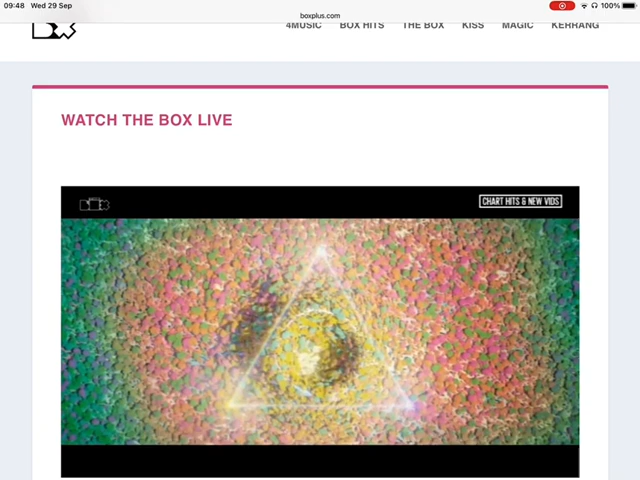 09:48 Wed 29 Sep 100%
boxplus.com
4MUSIC BOX HITS THE BOX KISS MAGIC KERRANG
WATCH THE BOX LIVE
CHART HITS & NEW VIDS